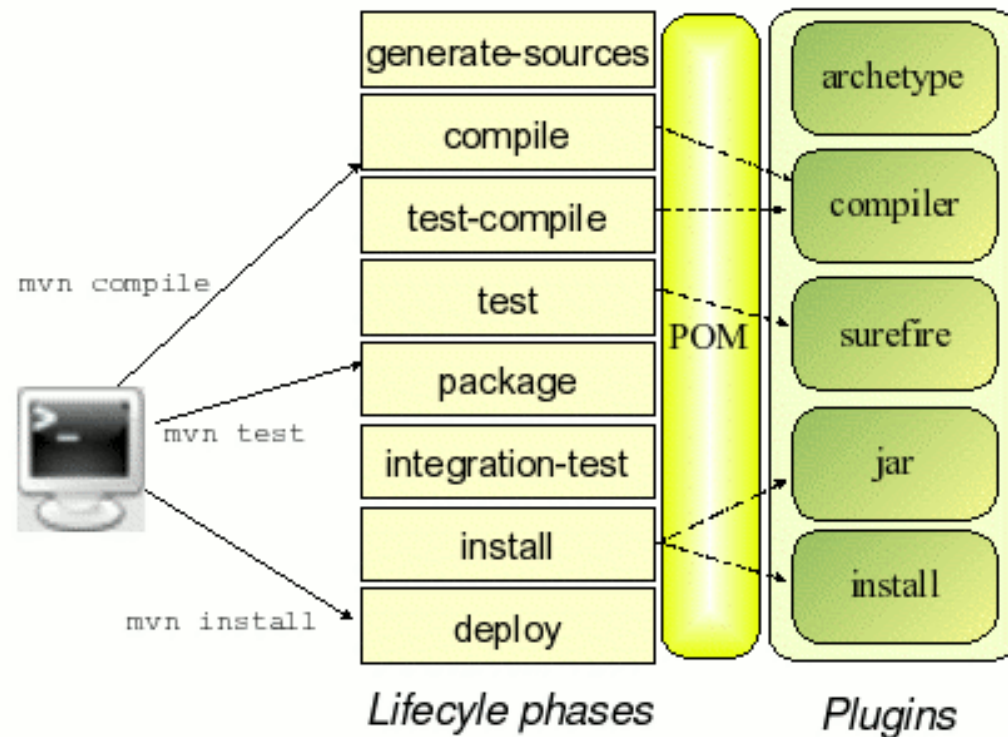 generate-sources
compile
test-compile
test
package
integration-test
install
deploy
mvn compile
>_
mvn test
mvn install
POM
archetype
compiler
surefire
jar
install
Lifecyle phases
Plugins